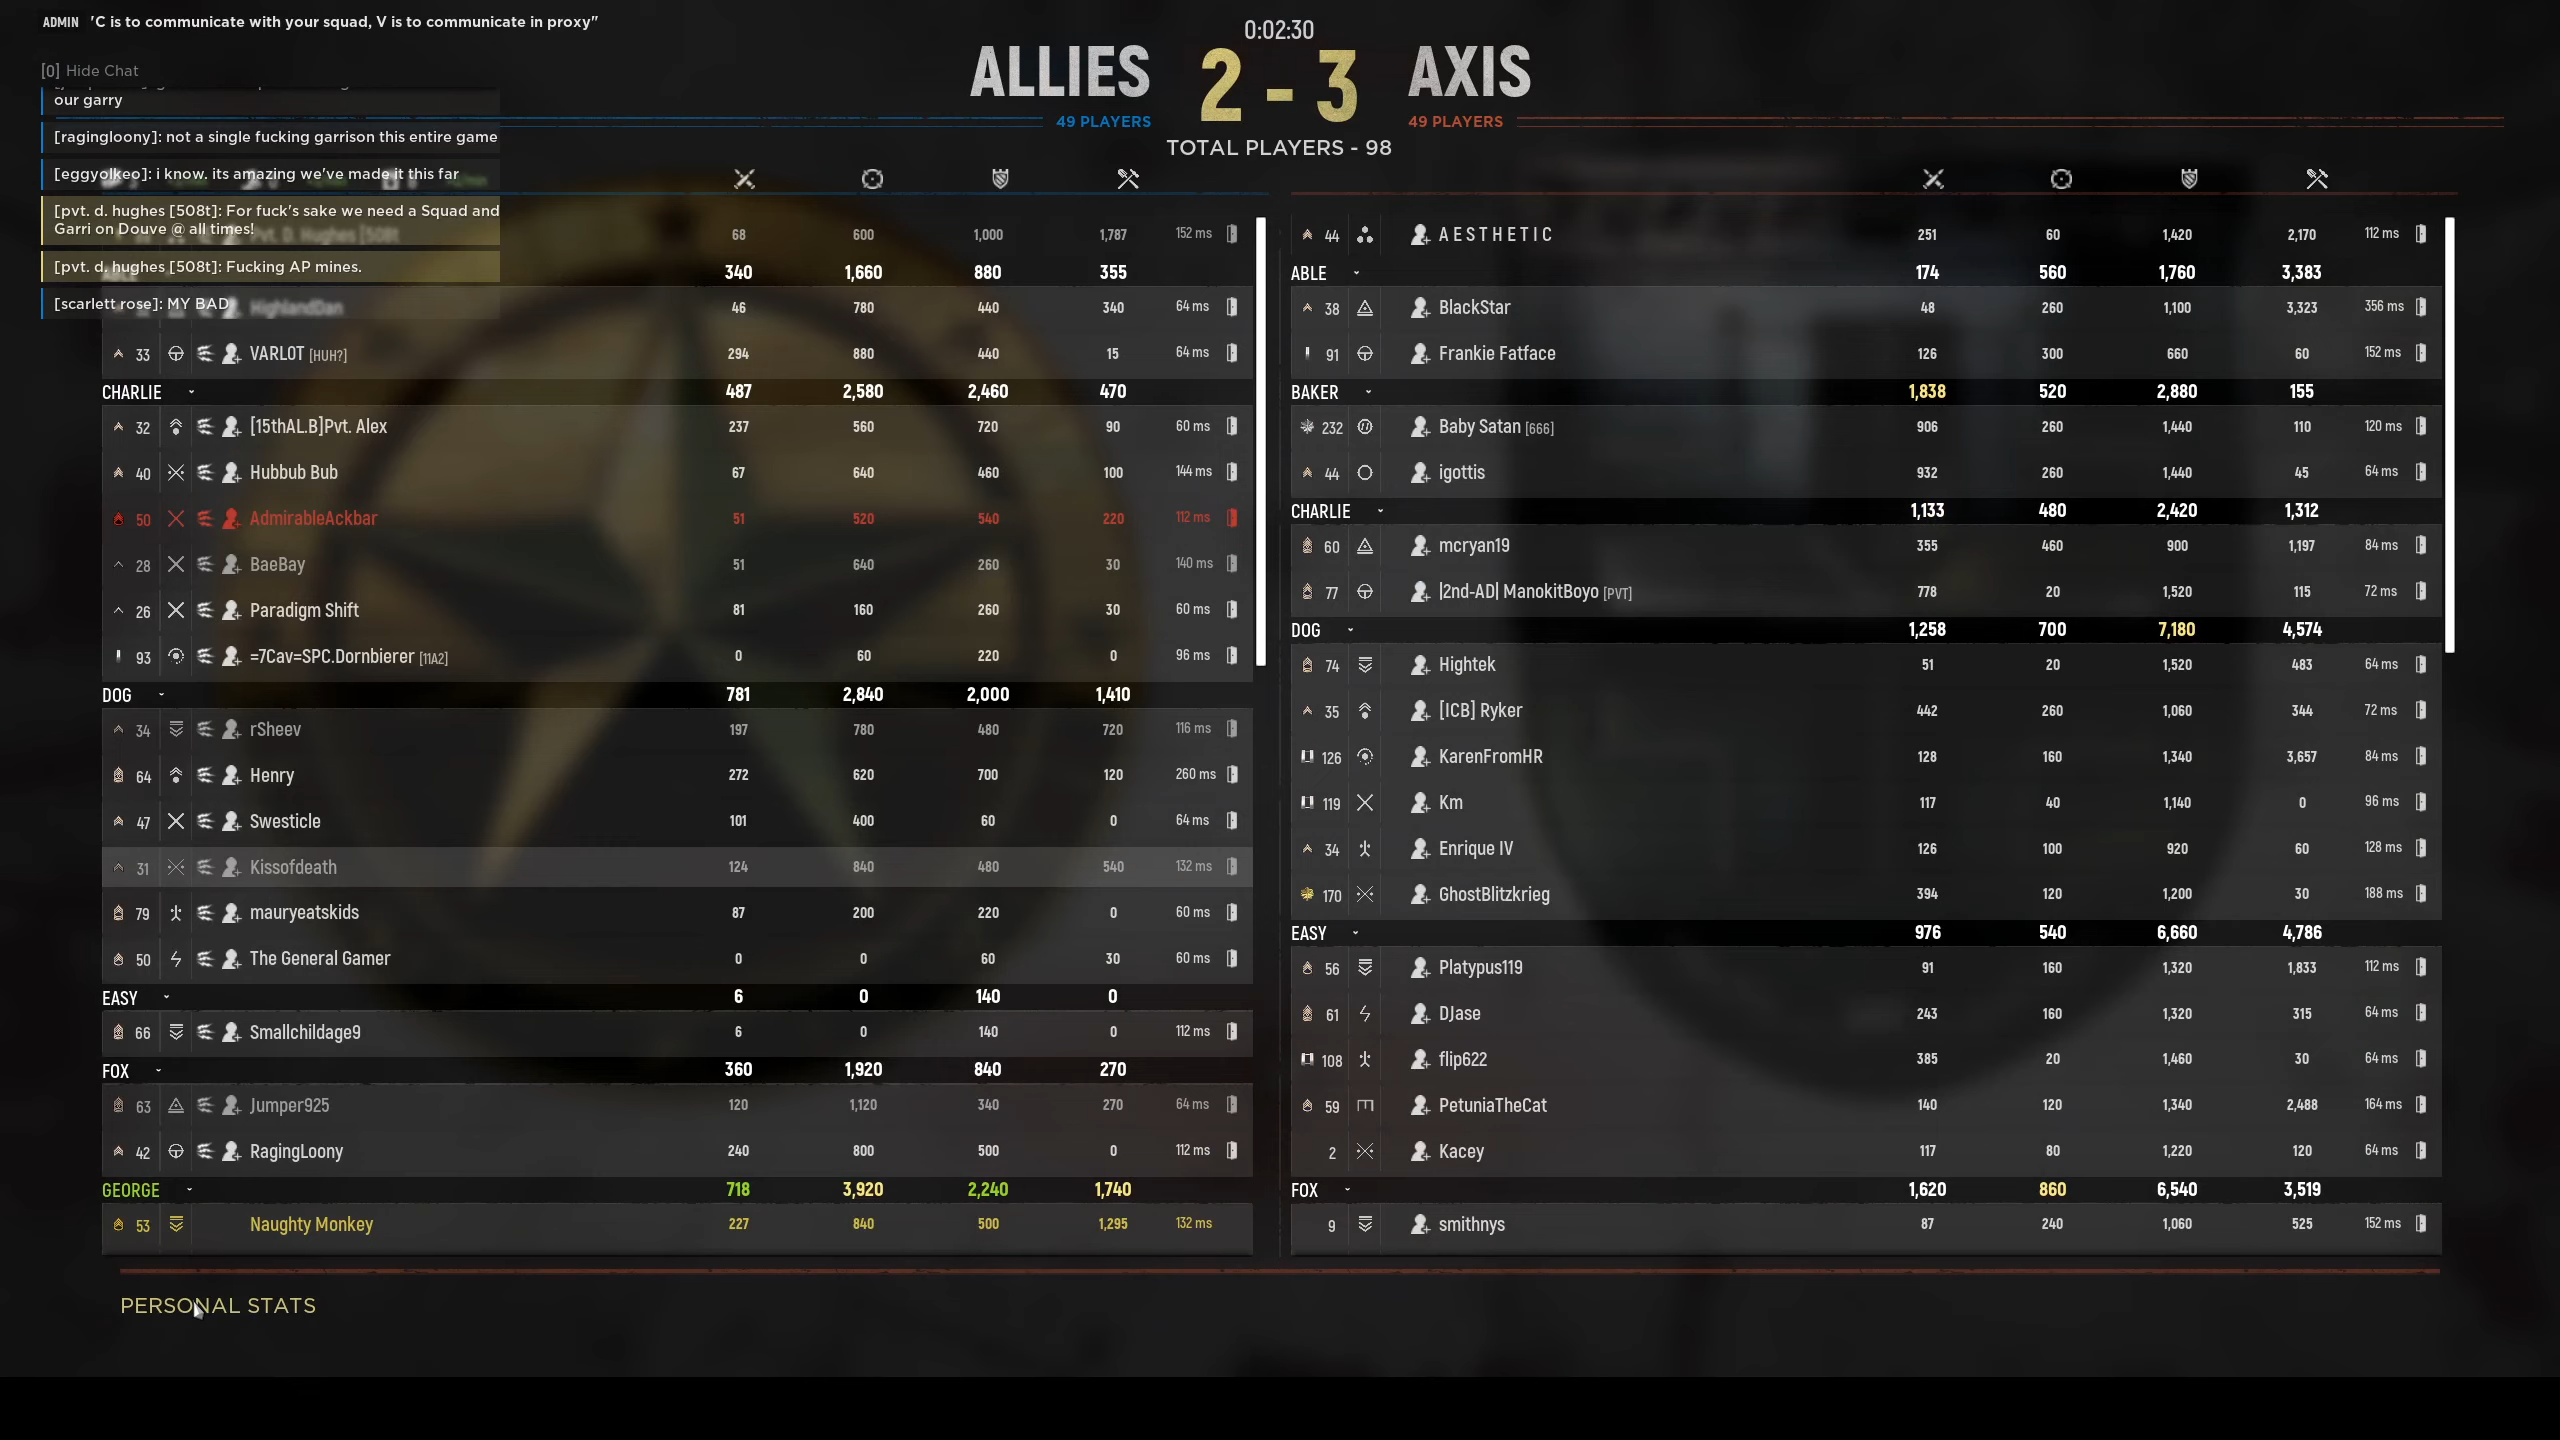 ADMIN 'C is to communicate with your squad, V is to communicate in proxy"
0:02:30
ALLIES 2 - 3 AXIS
49 PLAYERS 49 PLAYERS
TOTAL PLAYERS - 98
[O] Hide Chat
our garry
[ragingloony]: not a single fucking garrison this entire game
[eggyolkeo]: i know. its amazing we've made it this far
[pvt. d. hughes [508t]: For fuck's sake we need a Squad and
Garri on Douve @ all times!
[pvt. d. hughes [508t]: Fucking AP mines.
[scarlett rose]: MY BAD
Pvt. D. Hughes [508t 68 600 1,000 1,787 152 ms
340 1,660 880 355
HighlandDan 46 780 440 340 64 ms
33 VARLOT [HUH?] 294 880 440 15 64 ms
CHARLIE 487 2,580 2,460 470
32 [15thAL.B]Pvt. Alex 237 560 720 90 60 ms
40 Hubbub Bub 67 640 460 100 144 ms
50 AdmirableAckbar 51 520 540 220 112 ms
28 BaeBay 51 640 260 30 140 ms
26 Paradigm Shift 81 160 260 30 60 ms
93 =7Cav=SPC.Dornbierer [11A2] 0 60 220 0 96 ms
DOG 781 2,840 2,000 1,410
34 rSheev 197 780 480 720 116 ms
64 Henry 272 620 700 120 260 ms
47 Swesticle 101 400 60 0 64 ms
31 Kissofdeath 124 840 480 540 132 ms
79 mauryeatskids 87 200 220 0 60 ms
50 The General Gamer 0 0 60 30 60 ms
EASY 6 0 140 0
66 Smallchildage9 6 0 140 0 112 ms
FOX 360 1,920 840 270
63 Jumper925 120 1,120 340 270 64 ms
42 RagingLoony 240 800 500 0 112 ms
GEORGE 718 3,920 2,240 1,740
53 Naughty Monkey 227 840 500 1,295 132 ms
44 A E S T H E T I C 251 60 1,420 2,170 112 ms
ABLE 174 560 1,760 3,383
38 BlackStar 48 260 1,100 3,323 356 ms
91 Frankie Fatface 126 300 660 60 152 ms
BAKER 1,838 520 2,880 155
232 Baby Satan [666] 906 260 1,440 110 120 ms
44 igottis 932 260 1,440 45 64 ms
CHARLIE 1,133 480 2,420 1,312
60 mcryan19 355 460 900 1,197 84 ms
77 |2nd-AD| ManokitBoyo [PVT] 778 20 1,520 115 72 ms
DOG 1,258 700 7,180 4,574
74 Hightek 51 20 1,520 483 64 ms
35 [ICB] Ryker 442 260 1,060 344 72 ms
126 KarenFromHR 128 160 1,340 3,657 84 ms
119 Km 117 40 1,140 0 96 ms
34 Enrique IV 126 100 920 60 128 ms
170 GhostBlitzkrieg 394 120 1,200 30 188 ms
EASY 976 540 6,660 4,786
56 Platypus119 91 160 1,320 1,833 112 ms
61 DJase 243 160 1,320 315 64 ms
108 flip622 385 20 1,460 30 64 ms
59 PetuniaTheCat 140 120 1,340 2,488 164 ms
2 Kacey 117 80 1,220 120 64 ms
FOX 1,620 860 6,540 3,519
9 smithnys 87 240 1,060 525 152 ms
PERSONAL STATS